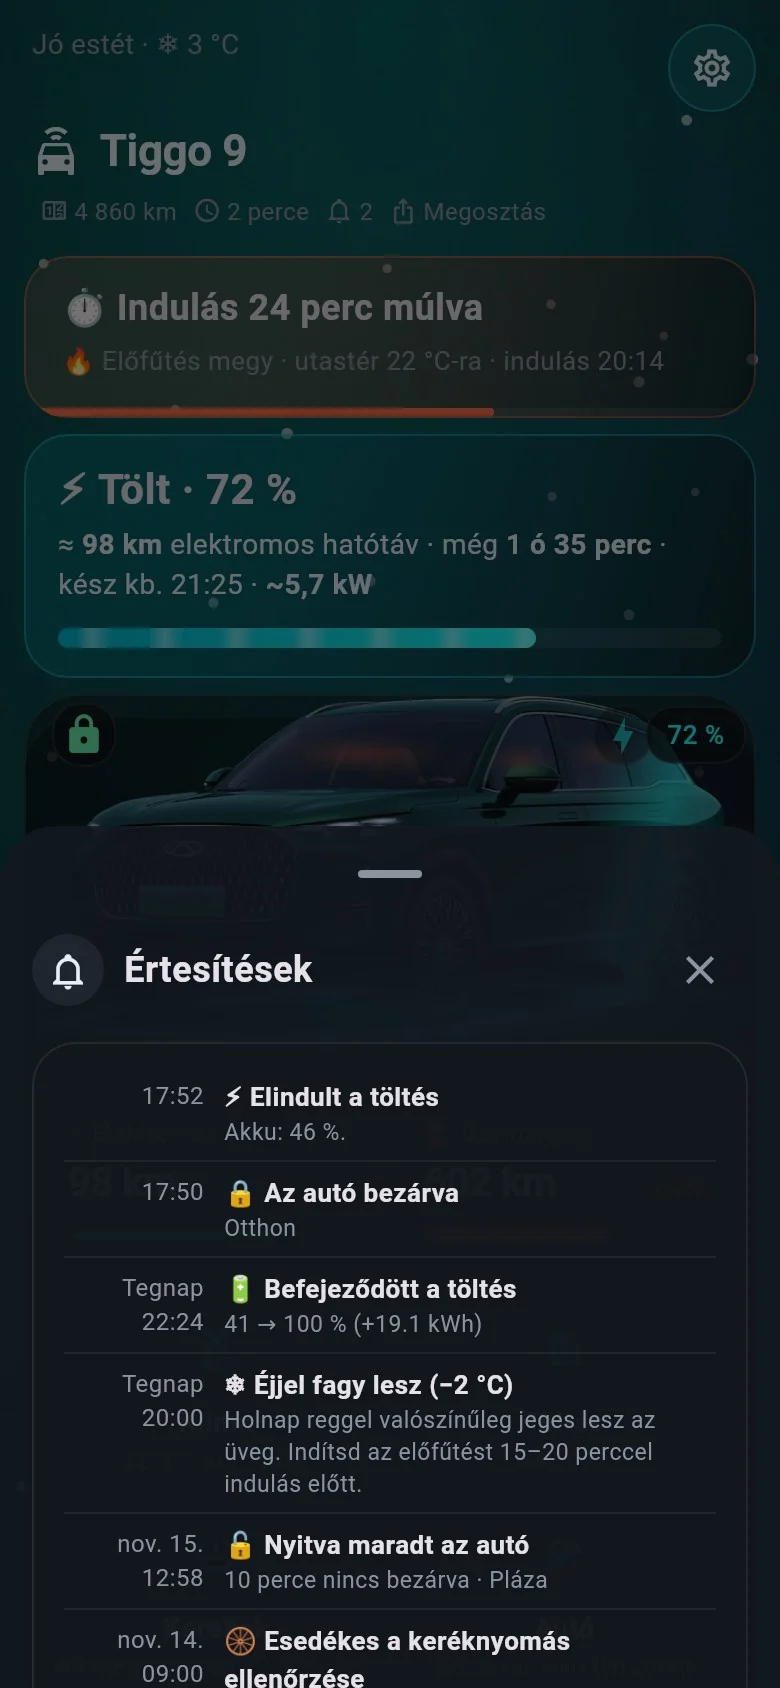 Jó estét · ❄ 3 °C
Tiggo 9
4 860 km 2 perce 2 Megosztás
⏱ Indulás 24 perc múlva
🔥 Előfűtés megy · utastér 22 °C-ra · indulás 20:14
⚡ Tölt · 72 %
≈ 98 km elektromos hatótáv · még 1 ó 35 perc ·
kész kb. 21:25 · ~5,7 kW
72 %
Értesítések
17:52 ⚡ Elindult a töltés
Akku: 46 %.
98 km 602 km
17:50 🔒 Az autó bezárva
Otthon
Tegnap 🔋 Befejeződött a töltés
22:24 41 → 100 % (+19.1 kWh)
Tegnap ❄ Éjjel fagy lesz (−2 °C)
20:00 Holnap reggel valószínűleg jeges lesz az
üveg. Indítsd az előfűtést 15–20 perccel
indulás előtt.
nov. 15. 🔓 Nyitva maradt az autó
12:58 10 perce nincs bezárva · Pláza
nov. 14. 🛞 Esedékes a keréknyomás
09:00 ellenőrzése